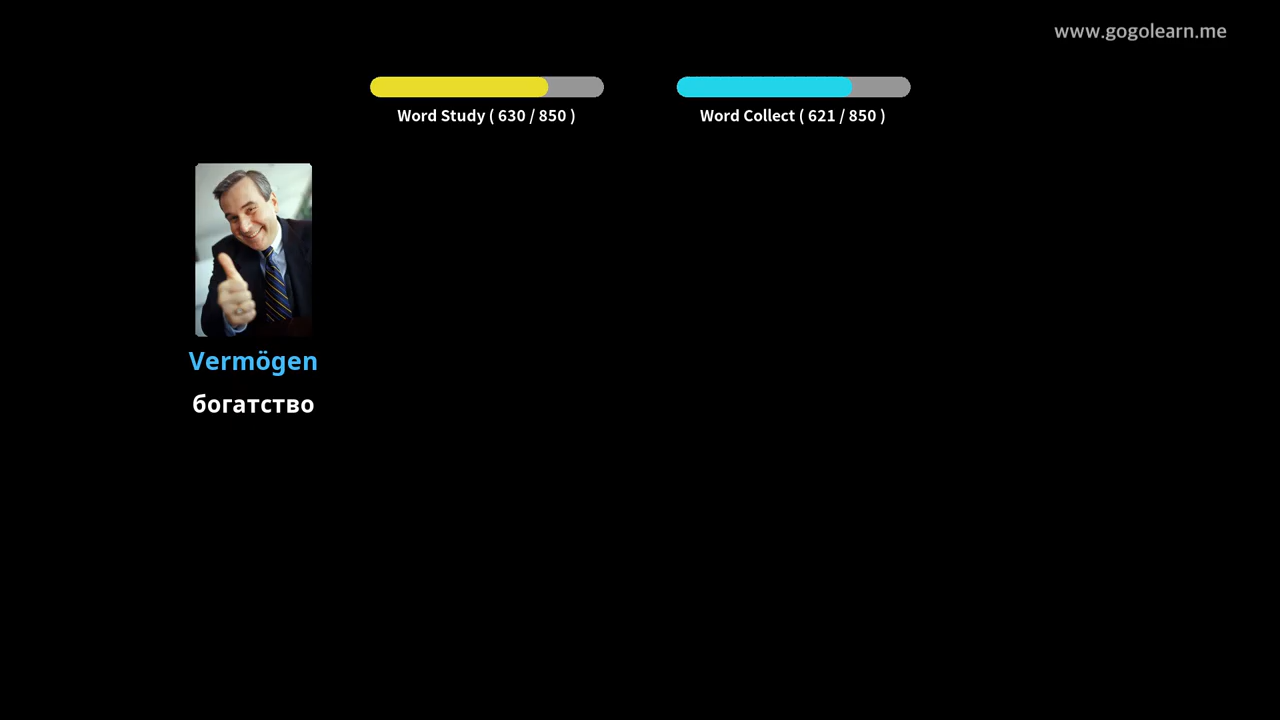 www.gogolearn.me
Word Study ( 630 / 850 )
Word Collect ( 621 / 850 )
Vermögen
богатство